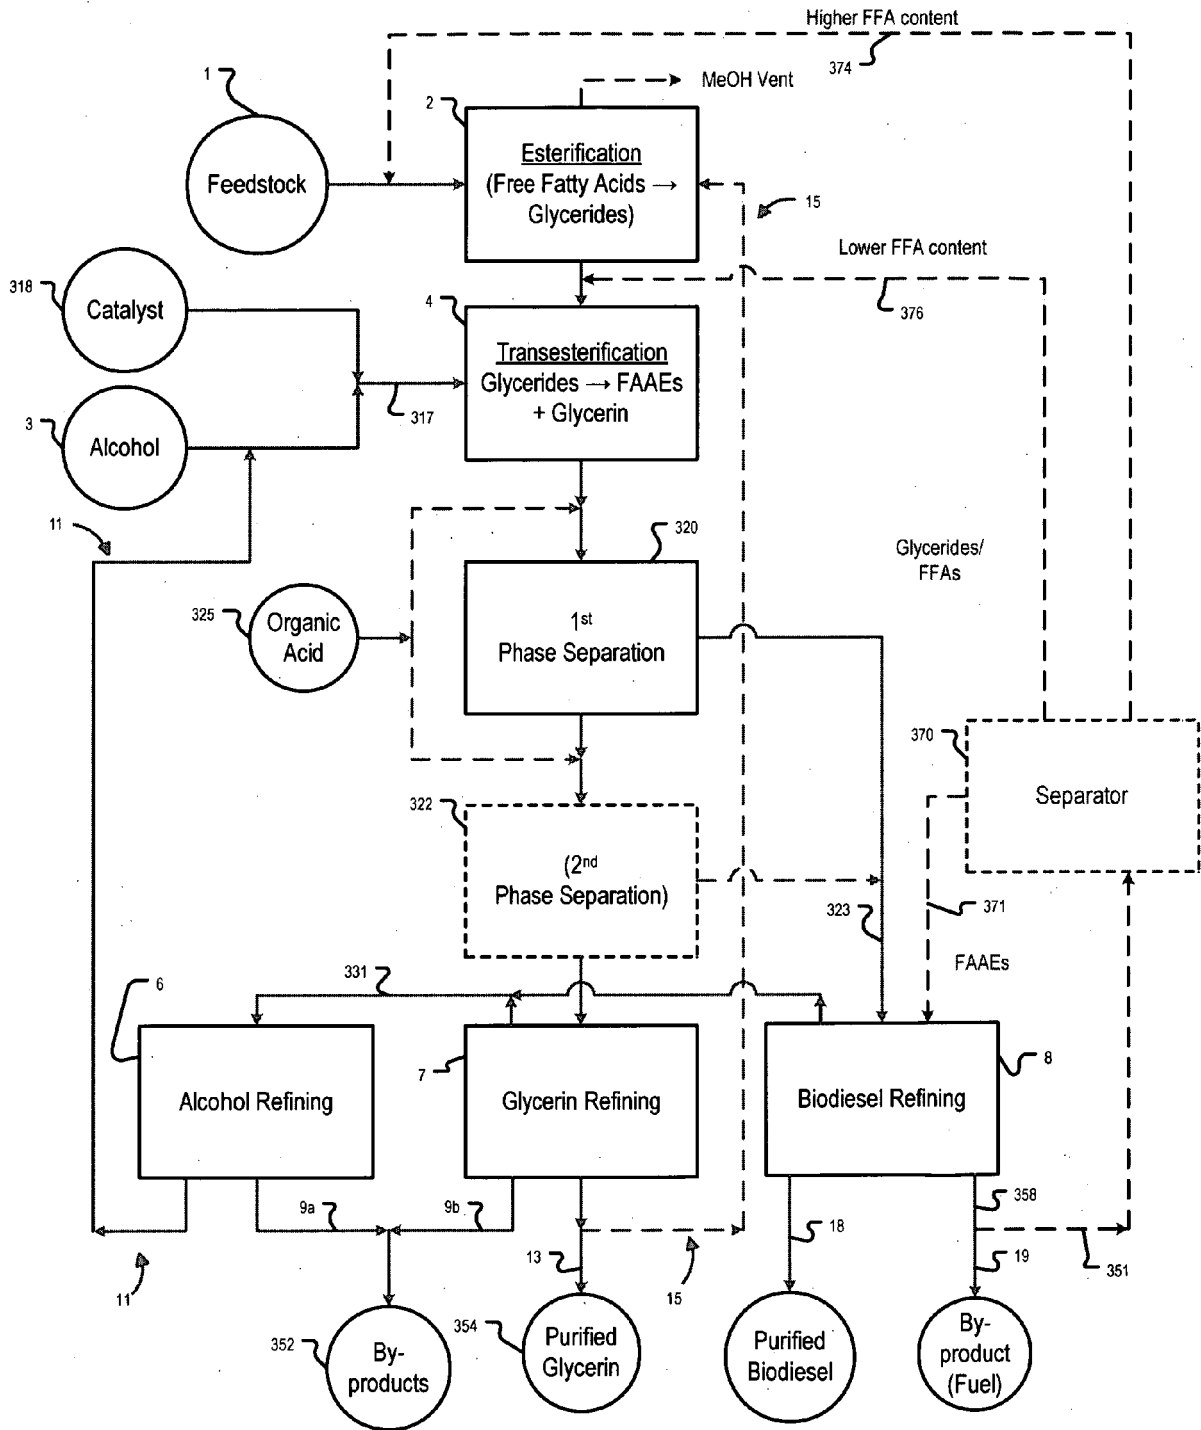 Higher FFA content
374
1
MeOH Vent
2
Esterification
(Free Fatty Acids →
Glycerides)
Feedstock
15
Lower FFA content
376
318
Catalyst
4
Transesterification
Glycerides → FAAEs
+ Glycerin
317
3
Alcohol
11
320
Glycerides/
FFAs
325
Organic
Acid
1st
Phase Separation
370
Separator
322
(2nd
Phase Separation)
323
371
FAAEs
331
6
Alcohol Refining
7
Glycerin Refining
8
Biodiesel Refining
9a
9b
358
18
13
19
351
11
15
352
By-
products
354
Purified
Glycerin
Purified
Biodiesel
By-
product
(Fuel)